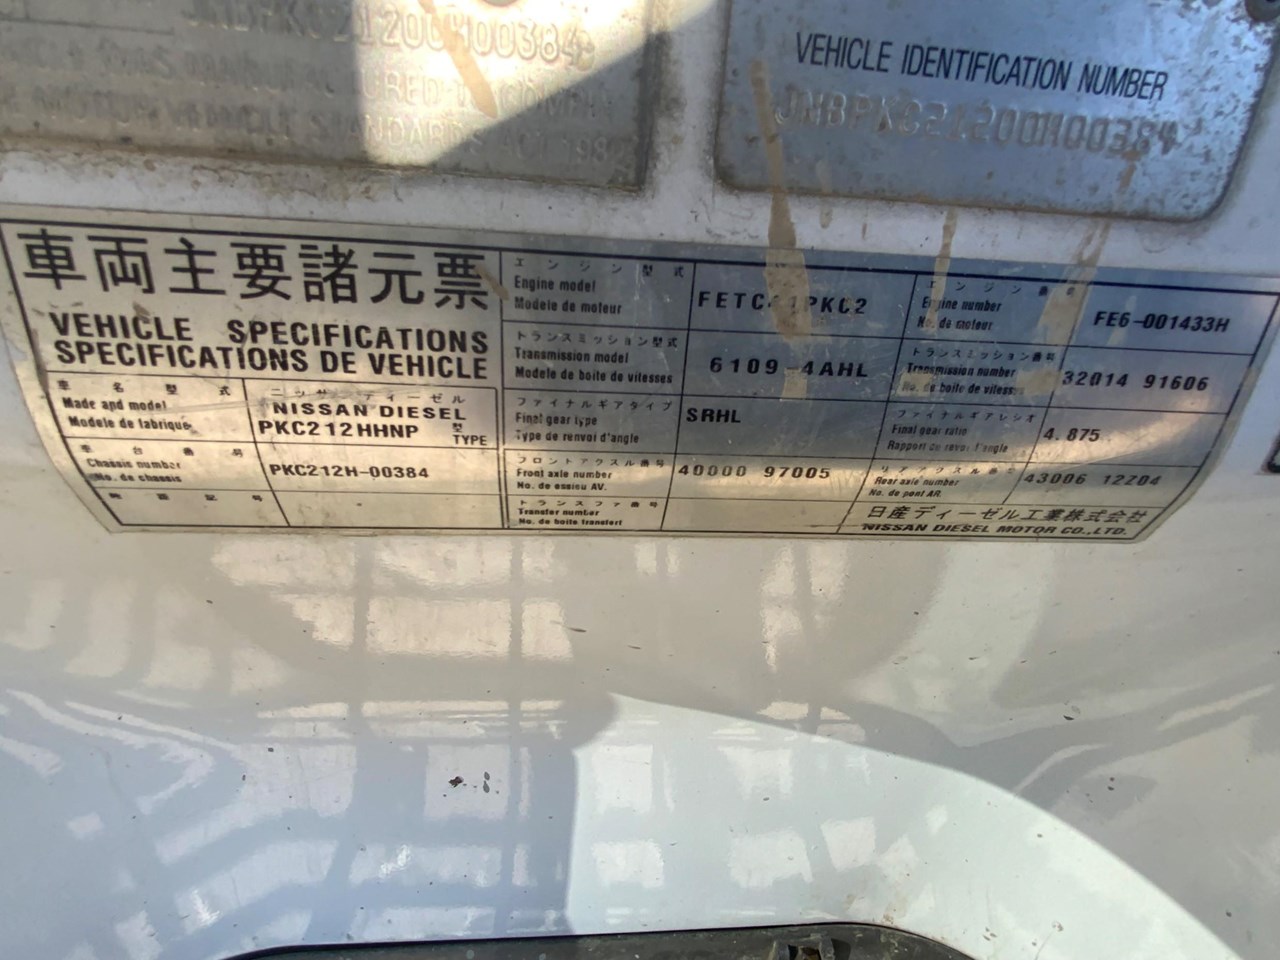 VEHICLE IDENTIFICATION NUMBER
JNBPKC21200H00384
STANDARDS ACT 1989
車両主要諸元票
VEHICLE SPECIFICATIONS
SPECIFICATIONS DE VEHICLE
車名型式
Made and model
Modele de fabrique
ニッサンディーゼル
NISSAN DIESEL
PKC212HHNP
型
TYPE
車台番号
Chassis number
No. de chassis
PKC212H-00384
エンジン型式
Engine model
Modele de moteur
PKC2
エンジン番号
Engine number
No. de moteur
FE6-001433H
トランスミッション型式
Transmission model
Modele de boite de vitesses
6109 4AHL
トランスミッション番号
Transmission number
No. de boite de vitesses
32014 91606
ファイナルギアタイプ
Final gear type
Type de renvoi d'angle
SRHL
ファイナルギアレシオ
Final gear ratio
Rapport de renvoi d'angle
4.875
フロントアクスル番号
Front axle number
No. de essieu AV.
40000 97005
リアアクスル番号
Rear axle number
No. de pont AR.
43006 12Z04
トランスファ番号
Transfer number
No. de boite transfert
日産ディーゼル工業株式会社
NISSAN DIESEL MOTOR CO.,LTD.